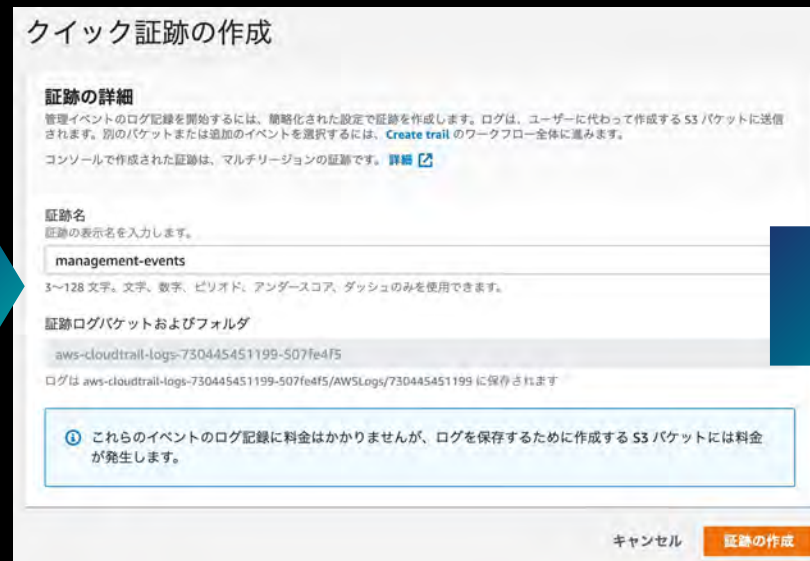 クイック証跡の作成
証跡の詳細
管理イベントのログ記録を開始するには、簡略化された設定で証跡を作成します。ログは、ユーザーに代わって作成する S3 バケットに送信
されます。別のバケットまたは追加のイベントを選択するには、Create trail のワークフロー全体に進みます。
コンソールで作成された証跡は、マルチリージョンの証跡です。 詳細
証跡名
証跡の表示名を入力します。
management-events
3〜128 文字。文字、数字、ピリオド、アンダースコア、ダッシュのみを使用できます。
証跡ログバケットおよびフォルダ
aws-cloudtrail-logs-730445451199-507fe4f5
ログは aws-cloudtrail-logs-730445451199-507fe4f5/AWSLogs/730445451199 に保存されます
これらのイベントのログ記録に料金はかかりませんが、ログを保存するために作成する S3 バケットには料金
が発生します。
キャンセル 証跡の作成